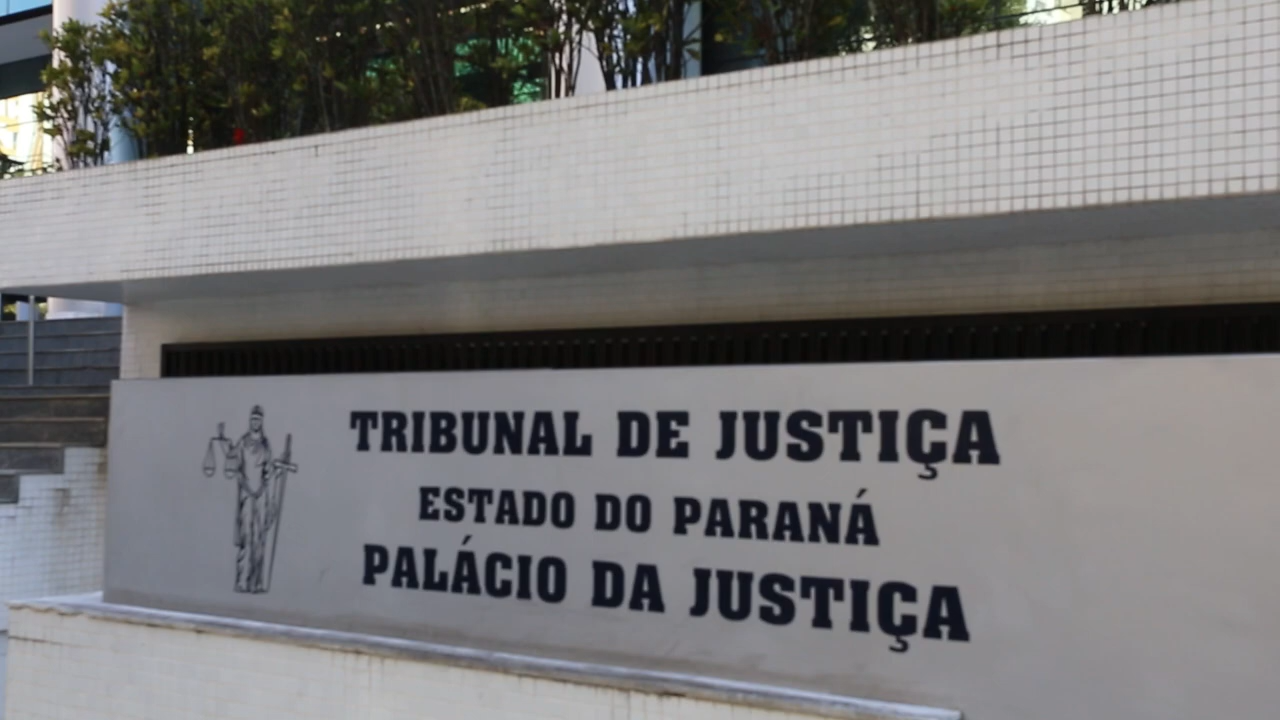 TRIBUNAL DE JUSTIÇA
ESTADO DO PARANÁ
PALÁCIO DA JUSTIÇA